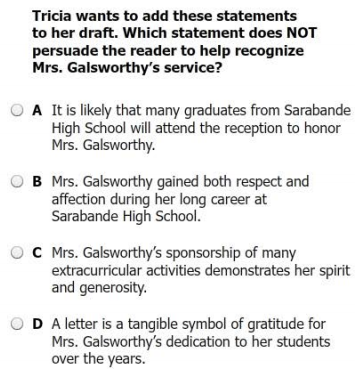 Tricia wants to add these statements
to her draft. Which statement does NOT
persuade the reader to help recognize
Mrs. Galsworthy's service?
A It is likely that many graduates from Sarabande
High School will attend the reception to honor
Mrs. Galsworthy.
B Mrs. Galsworthy gained both respect and
affection during her long career at
Sarabande High School.
C Mrs. Galsworthy's sponsorship of many
extracurricular activities demonstrates her spirit
and generosity.
D A letter is a tangible symbol of gratitude for
Mrs. Galsworthy's dedication to her students
over the years.